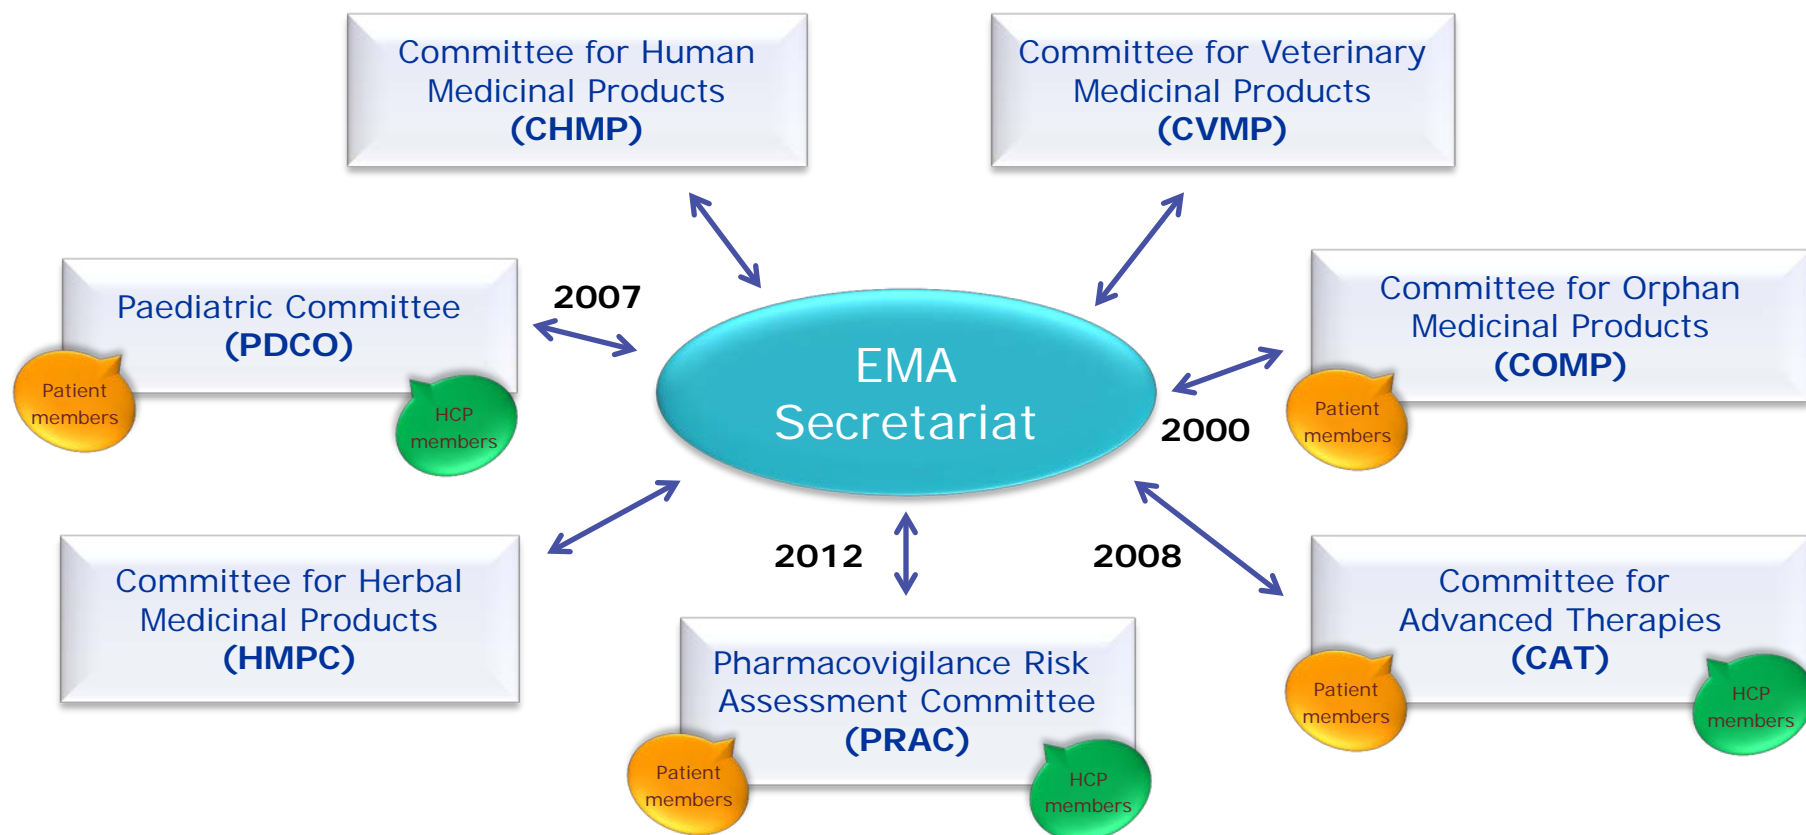 Committee for Human
Medicinal Products
(CHMP)
Committee for Veterinary
Medicinal Products
(CVMP)
Paediatric Committee
(PDCO)
Patient
members
HCP
members
2007
EMA
Secretariat
Committee for Orphan
Medicinal Products
(COMP)
Patient
members
2000
Committee for Herbal
Medicinal Products
(HMPC)
2012
Pharmacovigilance Risk
Assessment Committee
(PRAC)
Patient
members
HCP
members
2008
Committee for
Advanced Therapies
(CAT)
Patient
members
HCP
members